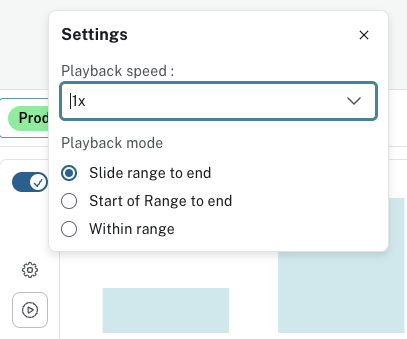 Settings
Playback speed :
1x
Prod
Playback mode
Slide range to end
Start of Range to end
Within range